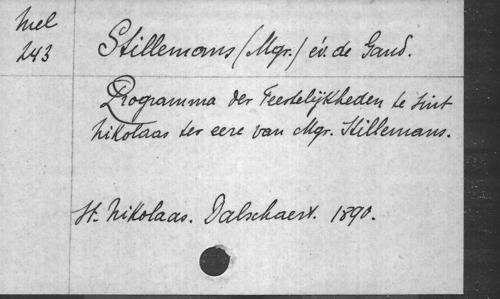 Mel
243
Stillemans (Mgr.) év. de Gand.
Programma der Feestelijkheden te Sint
Nikolaas ter eere van Mgr. Stillemans.
St. Nikolaas. Dalschaert. 1890.